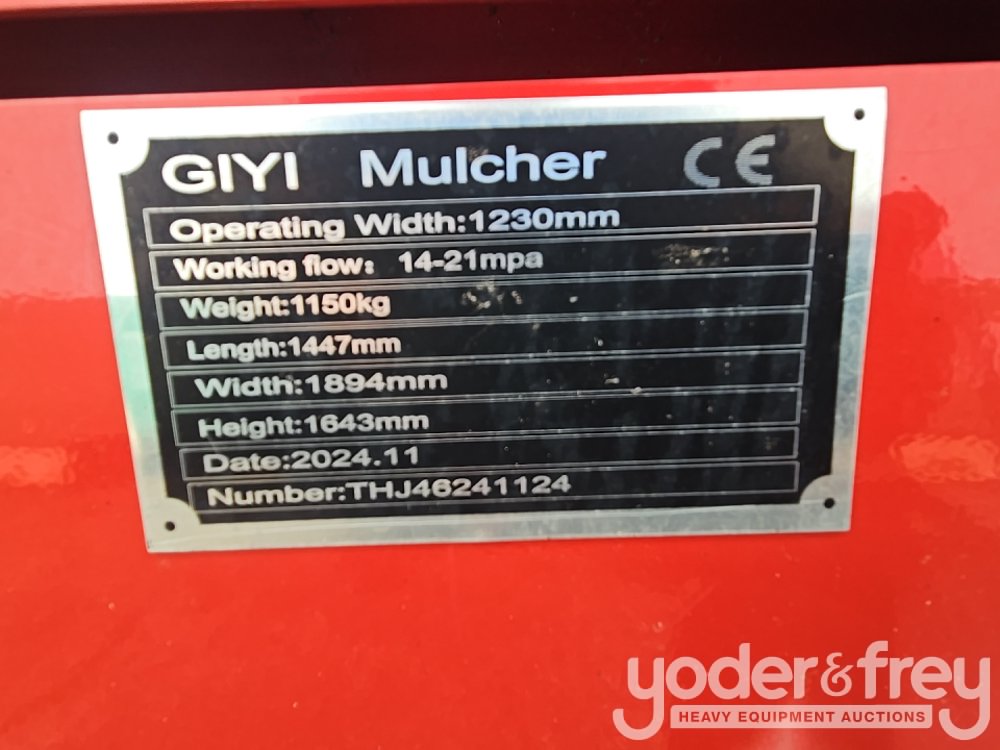 GIYI Mulcher CE
Operating Width:1230mm
Working flow: 14-21mpa
Weight:1150kg
Length:1447mm
Width:1894mm
Height:1643mm
Date:2024.11
Number:THJ46241124
yoder&frey
HEAVY EQUIPMENT AUCTIONS